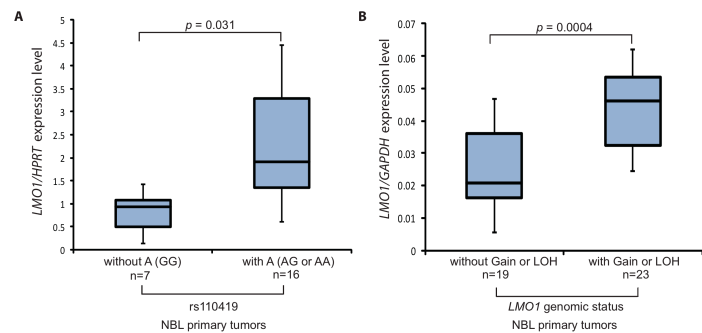 A
p = 0.031
LMO1/HPRT expression level
5
4.5
4
3.5
3
2.5
2
1.5
1
0.5
0
without A (GG)
n=7
with A (AG or AA)
n=16
rs110419
NBL primary tumors
B
p = 0.0004
LMO1/GAPDH expression level
0.07
0.06
0.05
0.04
0.03
0.02
0.01
0
without Gain or LOH
n=19
with Gain or LOH
n=23
LMO1 genomic status
NBL primary tumors